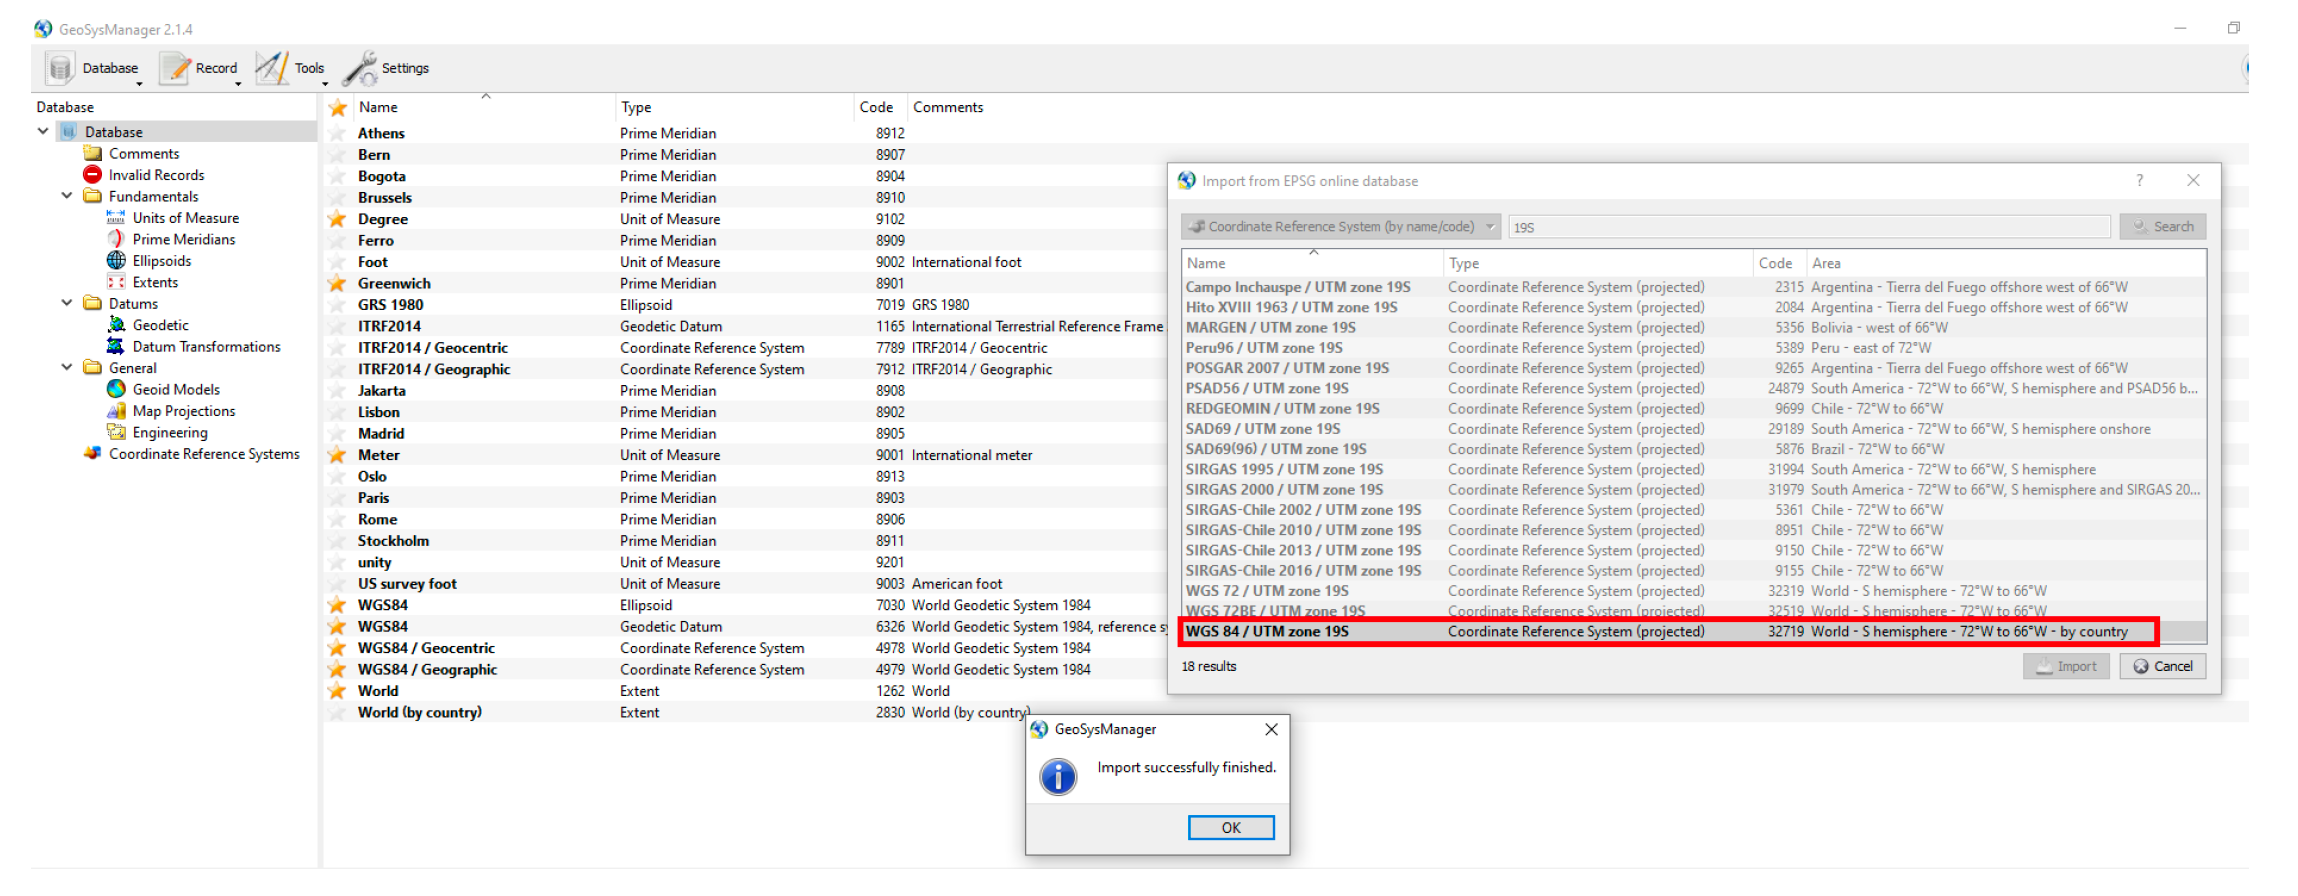 GeoSysManager 2.1.4
Database Record Tools Settings
Database
Database
Comments
Invalid Records
Fundamentals
Units of Measure
Prime Meridians
Ellipsoids
Extents
Datums
Geodetic
Datum Transformations
General
Geoid Models
Map Projections
Engineering
Coordinate Reference Systems
Name Type Code Comments
Athens Prime Meridian 8912
Bern Prime Meridian 8907
Bogota Prime Meridian 8904
Brussels Prime Meridian 8910
Degree Unit of Measure 9102
Ferro Prime Meridian 8909
Foot Unit of Measure 9002 International foot
Greenwich Prime Meridian 8901
GRS 1980 Ellipsoid 7019 GRS 1980
ITRF2014 Geodetic Datum 1165 International Terrestrial Reference Frame
ITRF2014 / Geocentric Coordinate Reference System 7789 ITRF2014 / Geocentric
ITRF2014 / Geographic Coordinate Reference System 7912 ITRF2014 / Geographic
Jakarta Prime Meridian 8908
Lisbon Prime Meridian 8902
Madrid Prime Meridian 8905
Meter Unit of Measure 9001 International meter
Oslo Prime Meridian 8913
Paris Prime Meridian 8903
Rome Prime Meridian 8906
Stockholm Prime Meridian 8911
unity Unit of Measure 9201
US survey foot Unit of Measure 9003 American foot
WGS84 Ellipsoid 7030 World Geodetic System 1984
WGS84 Geodetic Datum 6326 World Geodetic System 1984, reference s
WGS84 / Geocentric Coordinate Reference System 4978 World Geodetic System 1984
WGS84 / Geographic Coordinate Reference System 4979 World Geodetic System 1984
World Extent 1262 World
World (by country) Extent 2830 World (by country)
Import from EPSG online database ?
Coordinate Reference System (by name/code) 19S Search
Name Type Code Area
Campo Inchauspe / UTM zone 19S Coordinate Reference System (projected) 2315 Argentina - Tierra del Fuego offshore west of 66°W
Hito XVIII 1963 / UTM zone 19S Coordinate Reference System (projected) 2084 Argentina - Tierra del Fuego offshore west of 66°W
MARGEN / UTM zone 19S Coordinate Reference System (projected) 5356 Bolivia - west of 66°W
Peru96 / UTM zone 19S Coordinate Reference System (projected) 5389 Peru - east of 72°W
POSGAR 2007 / UTM zone 19S Coordinate Reference System (projected) 9265 Argentina - Tierra del Fuego offshore west of 66°W
PSAD56 / UTM zone 19S Coordinate Reference System (projected) 24879 South America - 72°W to 66°W, S hemisphere and PSAD56 b...
REDGEOMIN / UTM zone 19S Coordinate Reference System (projected) 9699 Chile - 72°W to 66°W
SAD69 / UTM zone 19S Coordinate Reference System (projected) 29189 South America - 72°W to 66°W, S hemisphere onshore
SAD69(96) / UTM zone 19S Coordinate Reference System (projected) 5876 Brazil - 72°W to 66°W
SIRGAS 1995 / UTM zone 19S Coordinate Reference System (projected) 31994 South America - 72°W to 66°W, S hemisphere
SIRGAS 2000 / UTM zone 19S Coordinate Reference System (projected) 31979 South America - 72°W to 66°W, S hemisphere and SIRGAS 20...
SIRGAS-Chile 2002 / UTM zone 19S Coordinate Reference System (projected) 5361 Chile - 72°W to 66°W
SIRGAS-Chile 2010 / UTM zone 19S Coordinate Reference System (projected) 8951 Chile - 72°W to 66°W
SIRGAS-Chile 2013 / UTM zone 19S Coordinate Reference System (projected) 9150 Chile - 72°W to 66°W
SIRGAS-Chile 2016 / UTM zone 19S Coordinate Reference System (projected) 9155 Chile - 72°W to 66°W
WGS 72 / UTM zone 19S Coordinate Reference System (projected) 32319 World - S hemisphere - 72°W to 66°W
WGS 72BE / UTM zone 19S Coordinate Reference System (projected) 32519 World - S hemisphere - 72°W to 66°W
WGS 84 / UTM zone 19S Coordinate Reference System (projected) 32719 World - S hemisphere - 72°W to 66°W - by country
18 results Import Cancel
GeoSysManager
Import successfully finished.
OK